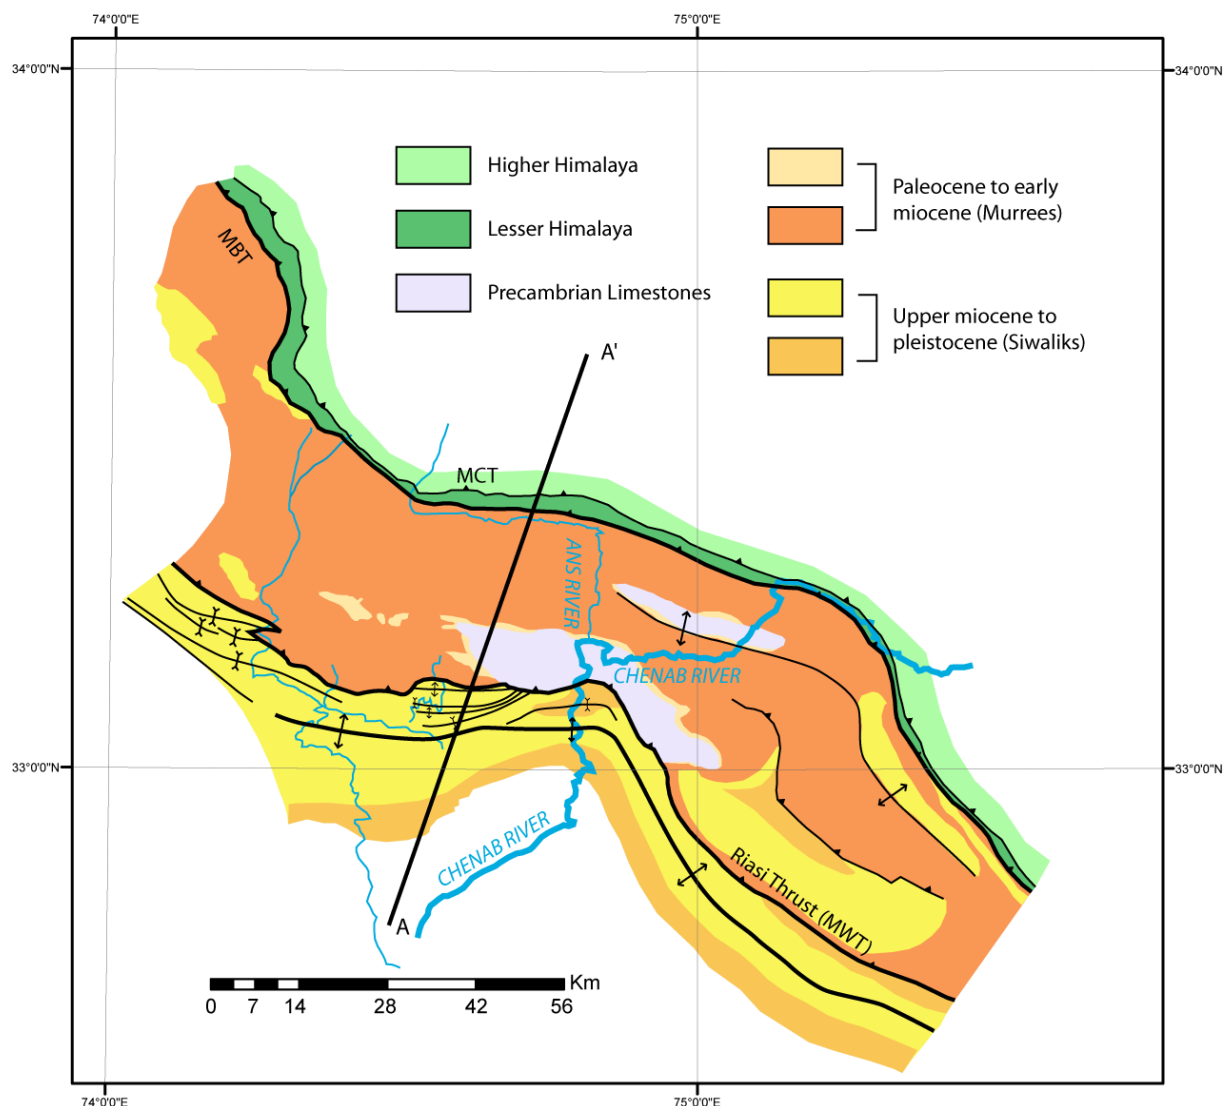 74°0'0"E 75°0'0"E
34°0'0"N 34°0'0"N
Higher Himalaya
Lesser Himalaya
Precambrian Limestones
Paleocene to early
miocene (Murrees)
Upper miocene to
pleistocene (Siwaliks)
MBT
A'
MCT
ANS RIVER
CHENAB RIVER
33°0'0"N 33°0'0"N
CHENAB RIVER
Riasi Thrust (MWT)
A
Km
0 7 14 28 42 56
74°0'0"E 75°0'0"E